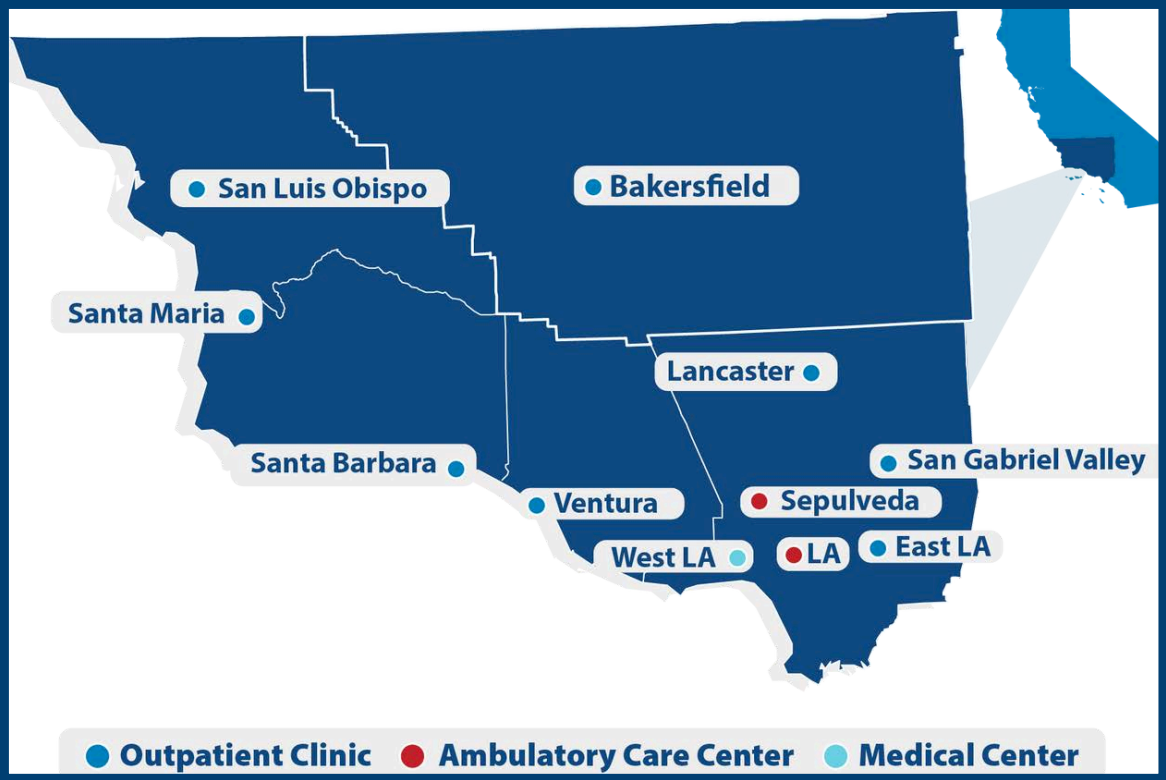 San Luis Obispo
Bakersfield
Santa Maria
Lancaster
Santa Barbara
San Gabriel Valley
Ventura
Sepulveda
West LA
LA
East LA
Outpatient Clinic
Ambulatory Care Center
Medical Center